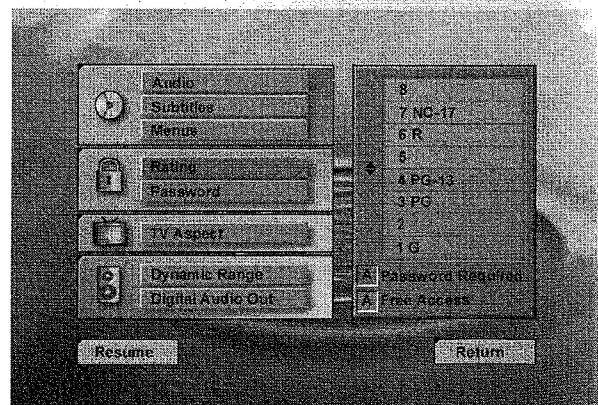 Audio
Subtitles
Menus
Rating
Password
TV Aspect
Dynamic Range
Digital Audio Out
8
7 NC-17
6 R
5
4 PG-13
3 PG
2
1 G
A Password Required
A Free Access
Resume
Return